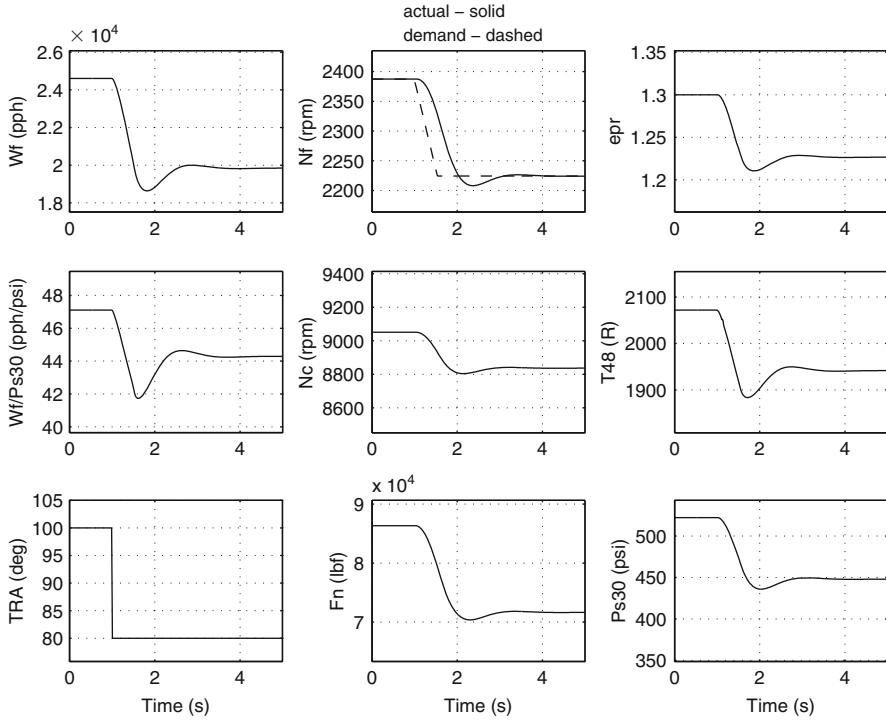 actual – solid
demand – dashed
× 10⁴
2.6
2.4
2.2
2
1.8
Wf (pph)
0 2 4
2400
2350
2300
2250
2200
Nf (rpm)
0 2 4
1.35
1.3
1.25
1.2
epr
0 2 4
48
46
44
42
40
Wf/Ps30 (pph/psi)
0 2 4
9400
9200
9000
8800
8600
Nc (rpm)
0 2 4
2100
2000
1900
T48 (R)
0 2 4
105
100
95
90
85
80
75
TRA (deg)
0 2 4
Time (s)
x 10⁴
9
8
7
Fn (lbf)
0 2 4
Time (s)
500
450
400
350
Ps30 (psi)
0 2 4
Time (s)